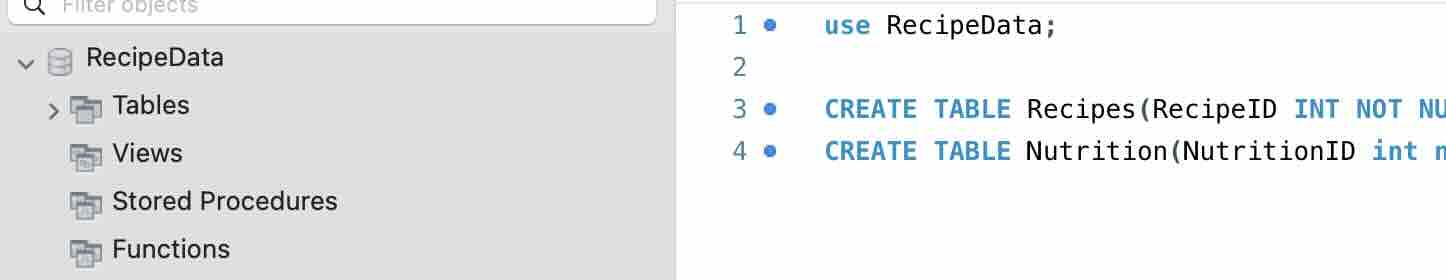 Filter objects
RecipeData
Tables
Views
Stored Procedures
Functions
1 use RecipeData;
2
3 CREATE TABLE Recipes(RecipeID INT NOT NU
4 CREATE TABLE Nutrition(NutritionID int n